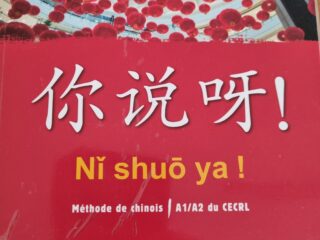 你说呀!
Nǐ shuō ya !
Méthode de chinois | A1/A2 du CECRL